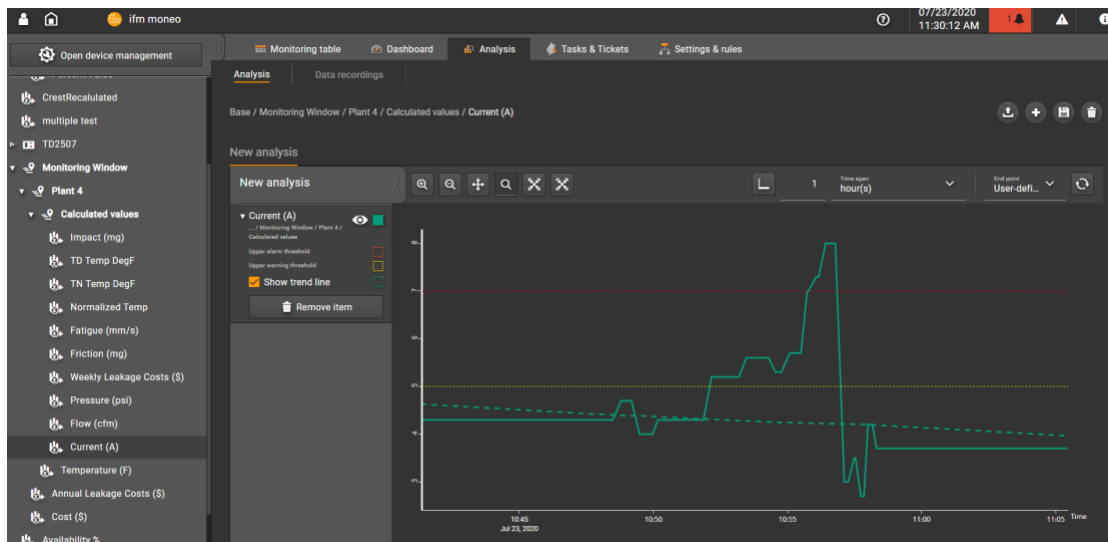 ifm moneo
07/23/2020
11:30:12 AM
1
Open device management
Monitoring table
Dashboard
Analysis
Tasks & Tickets
Settings & rules
Analysis
Data recordings
Percent value
CrestRecalulated
multiple test
TD2507
Monitoring Window
Plant 4
Calculated values
Impact (mg)
TD Temp DegF
TN Temp DegF
Normalized Temp
Fatigue (mm/s)
Friction (mg)
Weekly Leakage Costs ($)
Pressure (psi)
Flow (cfm)
Current (A)
Temperature (F)
Annual Leakage Costs ($)
Cost ($)
Availability %
Base / Monitoring Window / Plant 4 / Calculated values / Current (A)
New analysis
New analysis
1
Time span
hour(s)
End point
User-defi...
Current (A)
... / Monitoring Window / Plant 4 /
Calculated values
Upper alarm threshold
Upper warning threshold
Show trend line
Remove item
8
7
6
5
4
3
10:45
Jul 23, 2020
10:50
10:55
11:00
11:05
Time